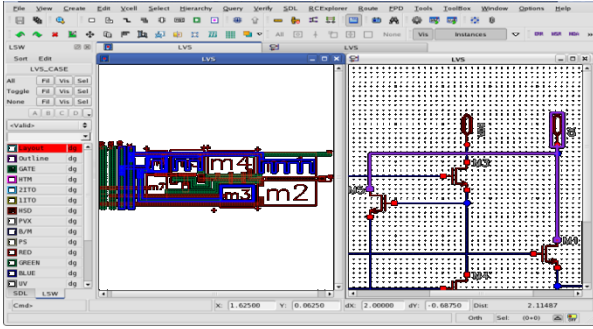 File View Create Edit Xcell Select Hierarchy Query Verify SDL RCExplorer Route FPD Tools ToolBox Window Options Help
All None Vis Instances
LSW LVS LVS
Sort Edit
LVS_CASE
All Fil Vis Sel
Toggle Fil Vis Sel
None Fil Vis Sel
A B C D
<Valid>
Layout dg
Outline dg
GATE dg
HTM dg
2ITO dg
1ITO dg
HSD dg
PVX dg
B/M dg
PS dg
RED dg
GREEN dg
BLUE dg
UV dg
SDL LSW
LVS
m4
m7
m3
m2
LVS
Cmd>
X: 1.62500 Y: 0.06250 dX: 2.00000 dY: -0.68750 Dist: 2.11487
Orth Sel: (0+0)